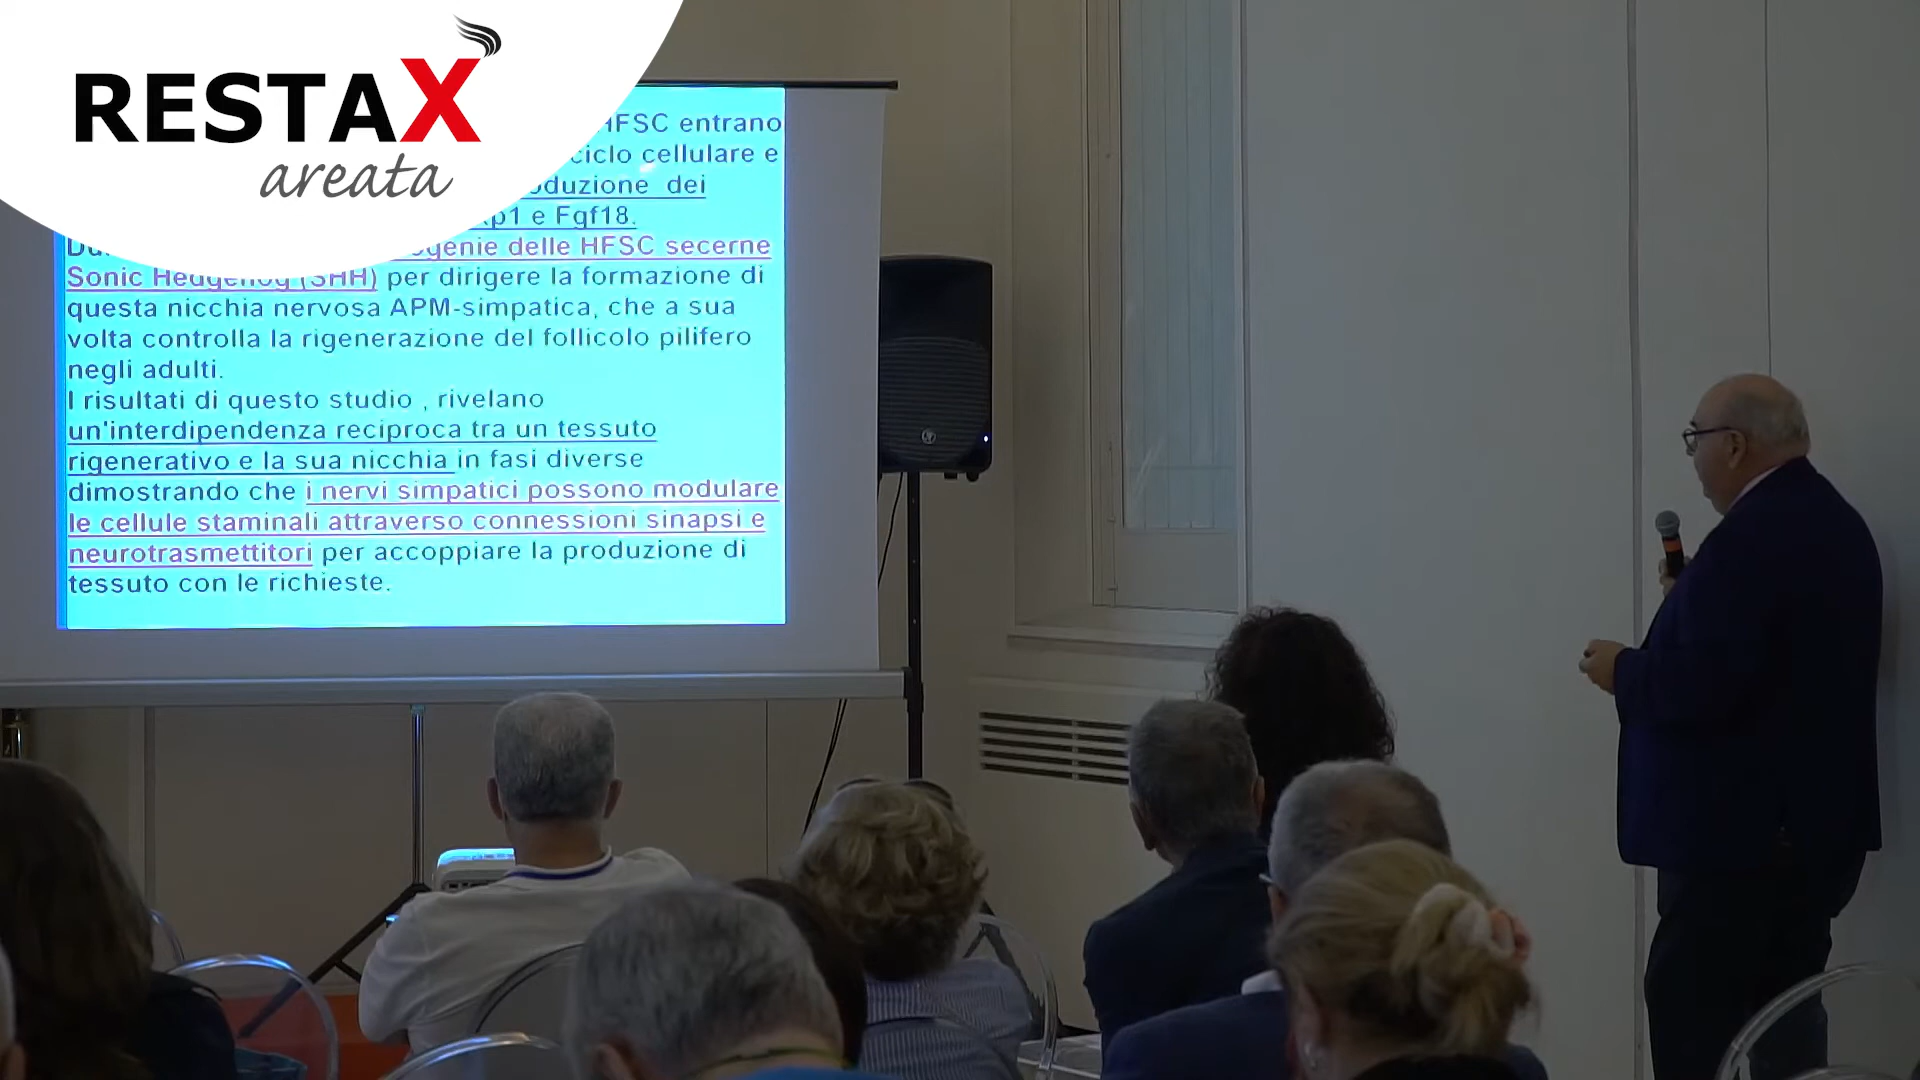 RESTAX
areata
HFSC entrano
ciclo cellulare e
dei
e Fgf18.
delle HFSC secerne
Sonic Hedgehog (SHH) per dirigere la formazione di
questa nicchia nervosa APM-simpatica, che a sua
volta controlla la rigenerazione del follicolo pilifero
negli adulti.
I risultati di questo studio , rivelano
un'interdipendenza reciproca tra un tessuto
rigenerativo e la sua nicchia in fasi diverse
dimostrando che i nervi simpatici possono modulare
le cellule staminali attraverso connessioni sinapsi e
neurotrasmettitori per accoppiare la produzione di
tessuto con le richieste.